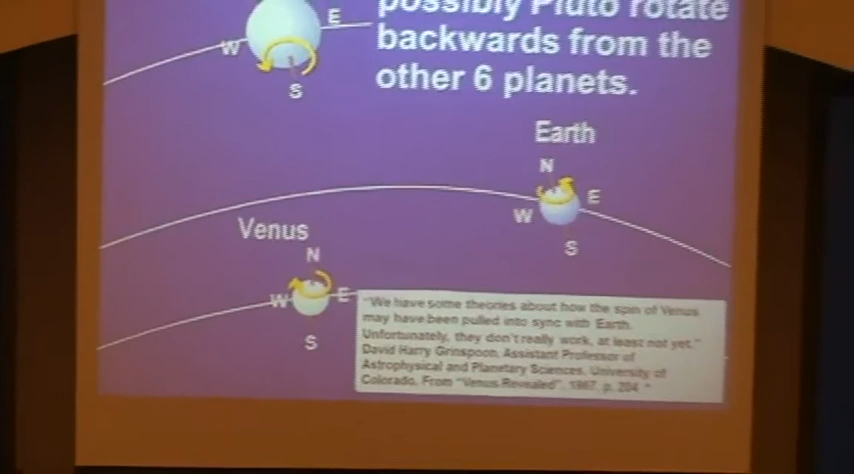 possibly Pluto rotate
E
W
backwards from the
other 6 planets.
S
Earth
N
E
W
Venus
S
N
W
E
"We have some theories about how the spin of Venus
may have been pulled into sync with Earth.
Unfortunately, they don't really work, at least not yet."
David Harry Grinspoon, Assistant Professor of
Astrophysical and Planetary Sciences, University of
Colorado. From "Venus Revealed", 1997, p. 204
S